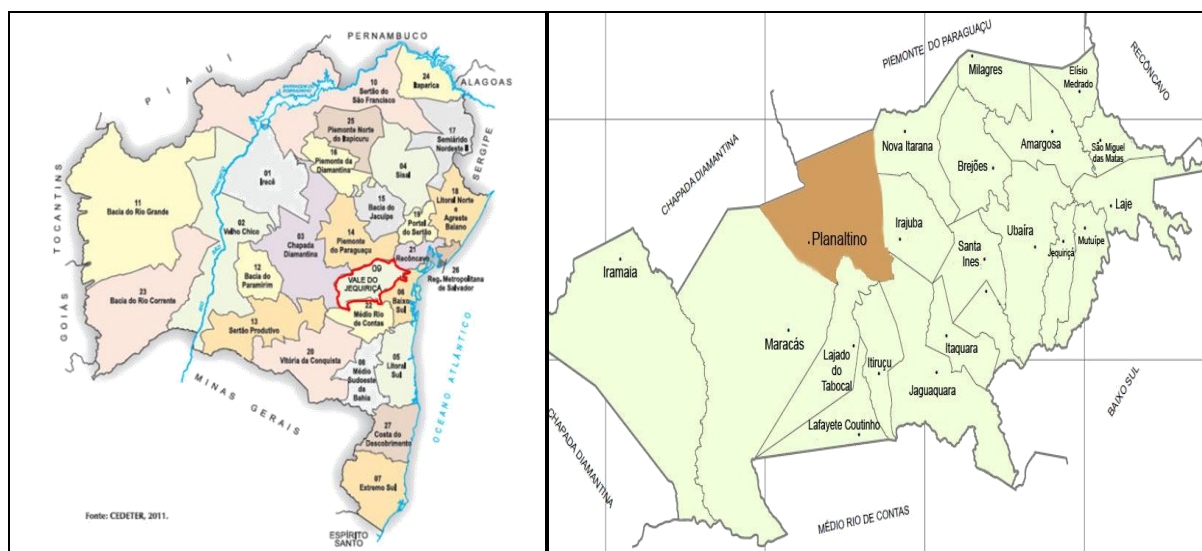 PERNAMBUCO
PIAUÍ
ALAGOAS
SERGIPE
TOCANTINS
GOIÁS
MINAS GERAIS
ESPÍRITO
SANTO
OCEANO ATLÂNTICO
24
Itaparica
10
Sertão do
São Francisco
25
Piemonte Norte
do Itapicuru
17
Semiárido
Nordeste II
16
Piemonte da
Diamantina
04
Sisal
01
Irecê
18
Litoral Norte
e
Agreste
Baiano
11
Bacia do Rio Grande
15
Bacia do
Jacuípe
19
Portal
do Sertão
02
Velho Chico
03
Chapada
Diamantina
14
Piemonte
do Paraguaçu
21
Recôncavo
26
Reg. Metropolitana
de Salvador
12
Bacia do
Paramirim
09
VALE DO
JEQUIRIÇÁ
06
Baixo
Sul
23
Bacia do Rio Corrente
22
Médio Rio
de Contas
13
Sertão Produtivo
20
Vitória da Conquista
08
Médio
Sudoeste
da
Bahia
05
Litoral
Sul
27
Costa do
Descobrimento
07
Extremo Sul
Fonte: CEDETER, 2011.
PIEMONTE DO PARAGUAÇU
RECÔNCAVO
CHAPADA DIAMANTINA
Milagres
Elísio
Medrado
Nova Itarana
Amargosa
São Miguel
das Matas
Brejões
Planaltino
Irajuba
Laje
Ubaíra
Mutuípe
Jequiriçá
Santa
Ines
Iramaia
Maracás
Lajado
do
Tabocal
Itiruçu
Itaquara
Jaguaquara
Lafayete Coutinho
BAIXO SUL
CHAPADA DIAMANTINA
MÉDIO RIO DE CONTAS